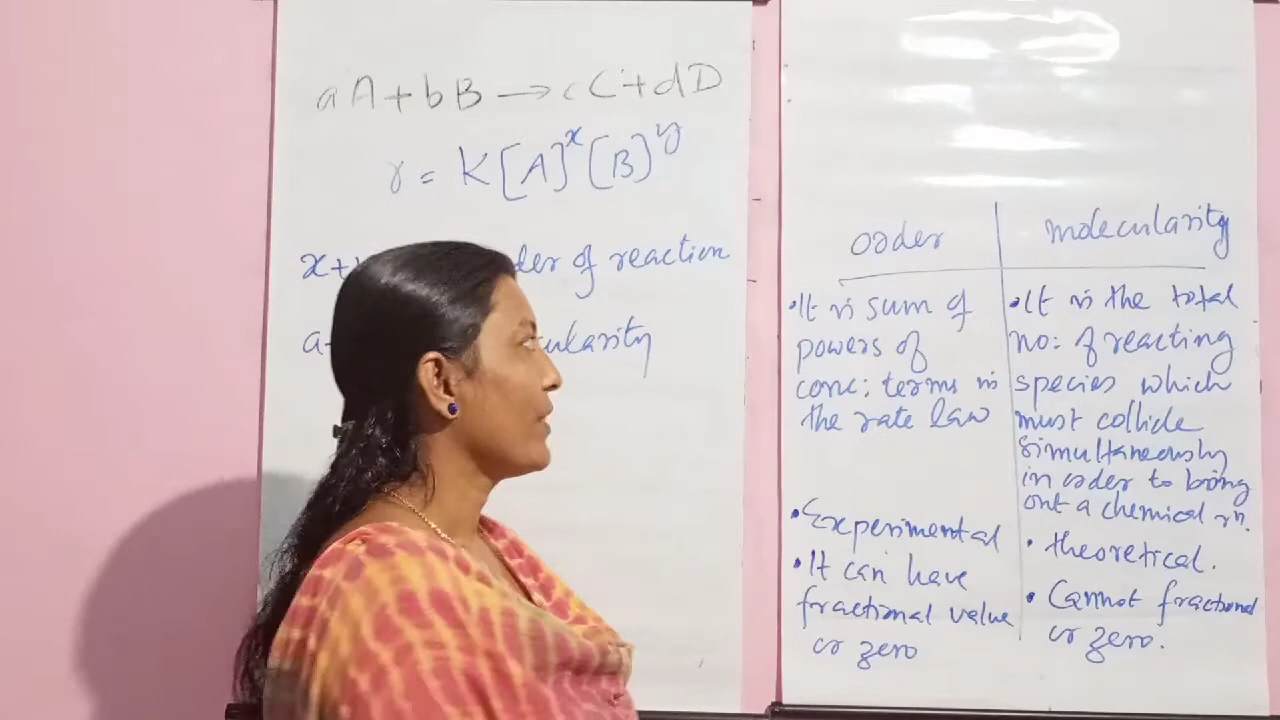 aA + bB → cC + dD
r = K[A]^x [B]^y
of reaction
order
molecularity
• It is sum of
powers of
conc: terms in
the rate law
• Experimental
• It can have
fractional value
or zero
• It is the total
no: of reacting
species which
must collide
simultaneously
in order to bring
out a chemical rn.
• theoretical.
• Cannot fractional
or zero.